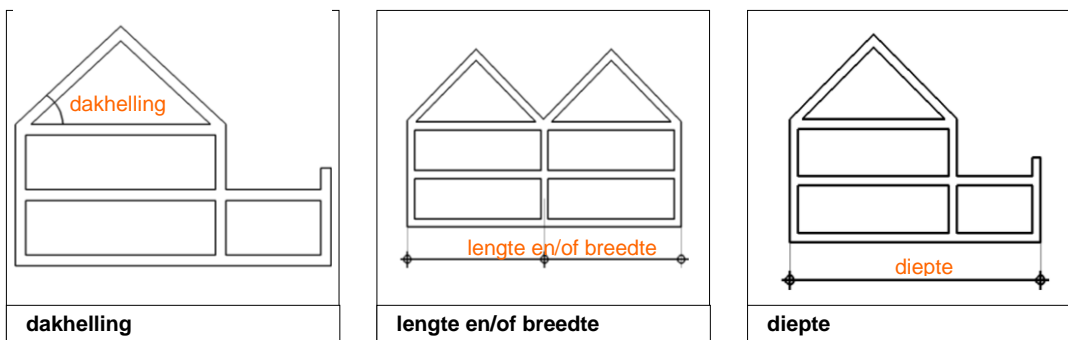 dakhelling
lengte en/of breedte
diepte
dakhelling
lengte en/of breedte
diepte